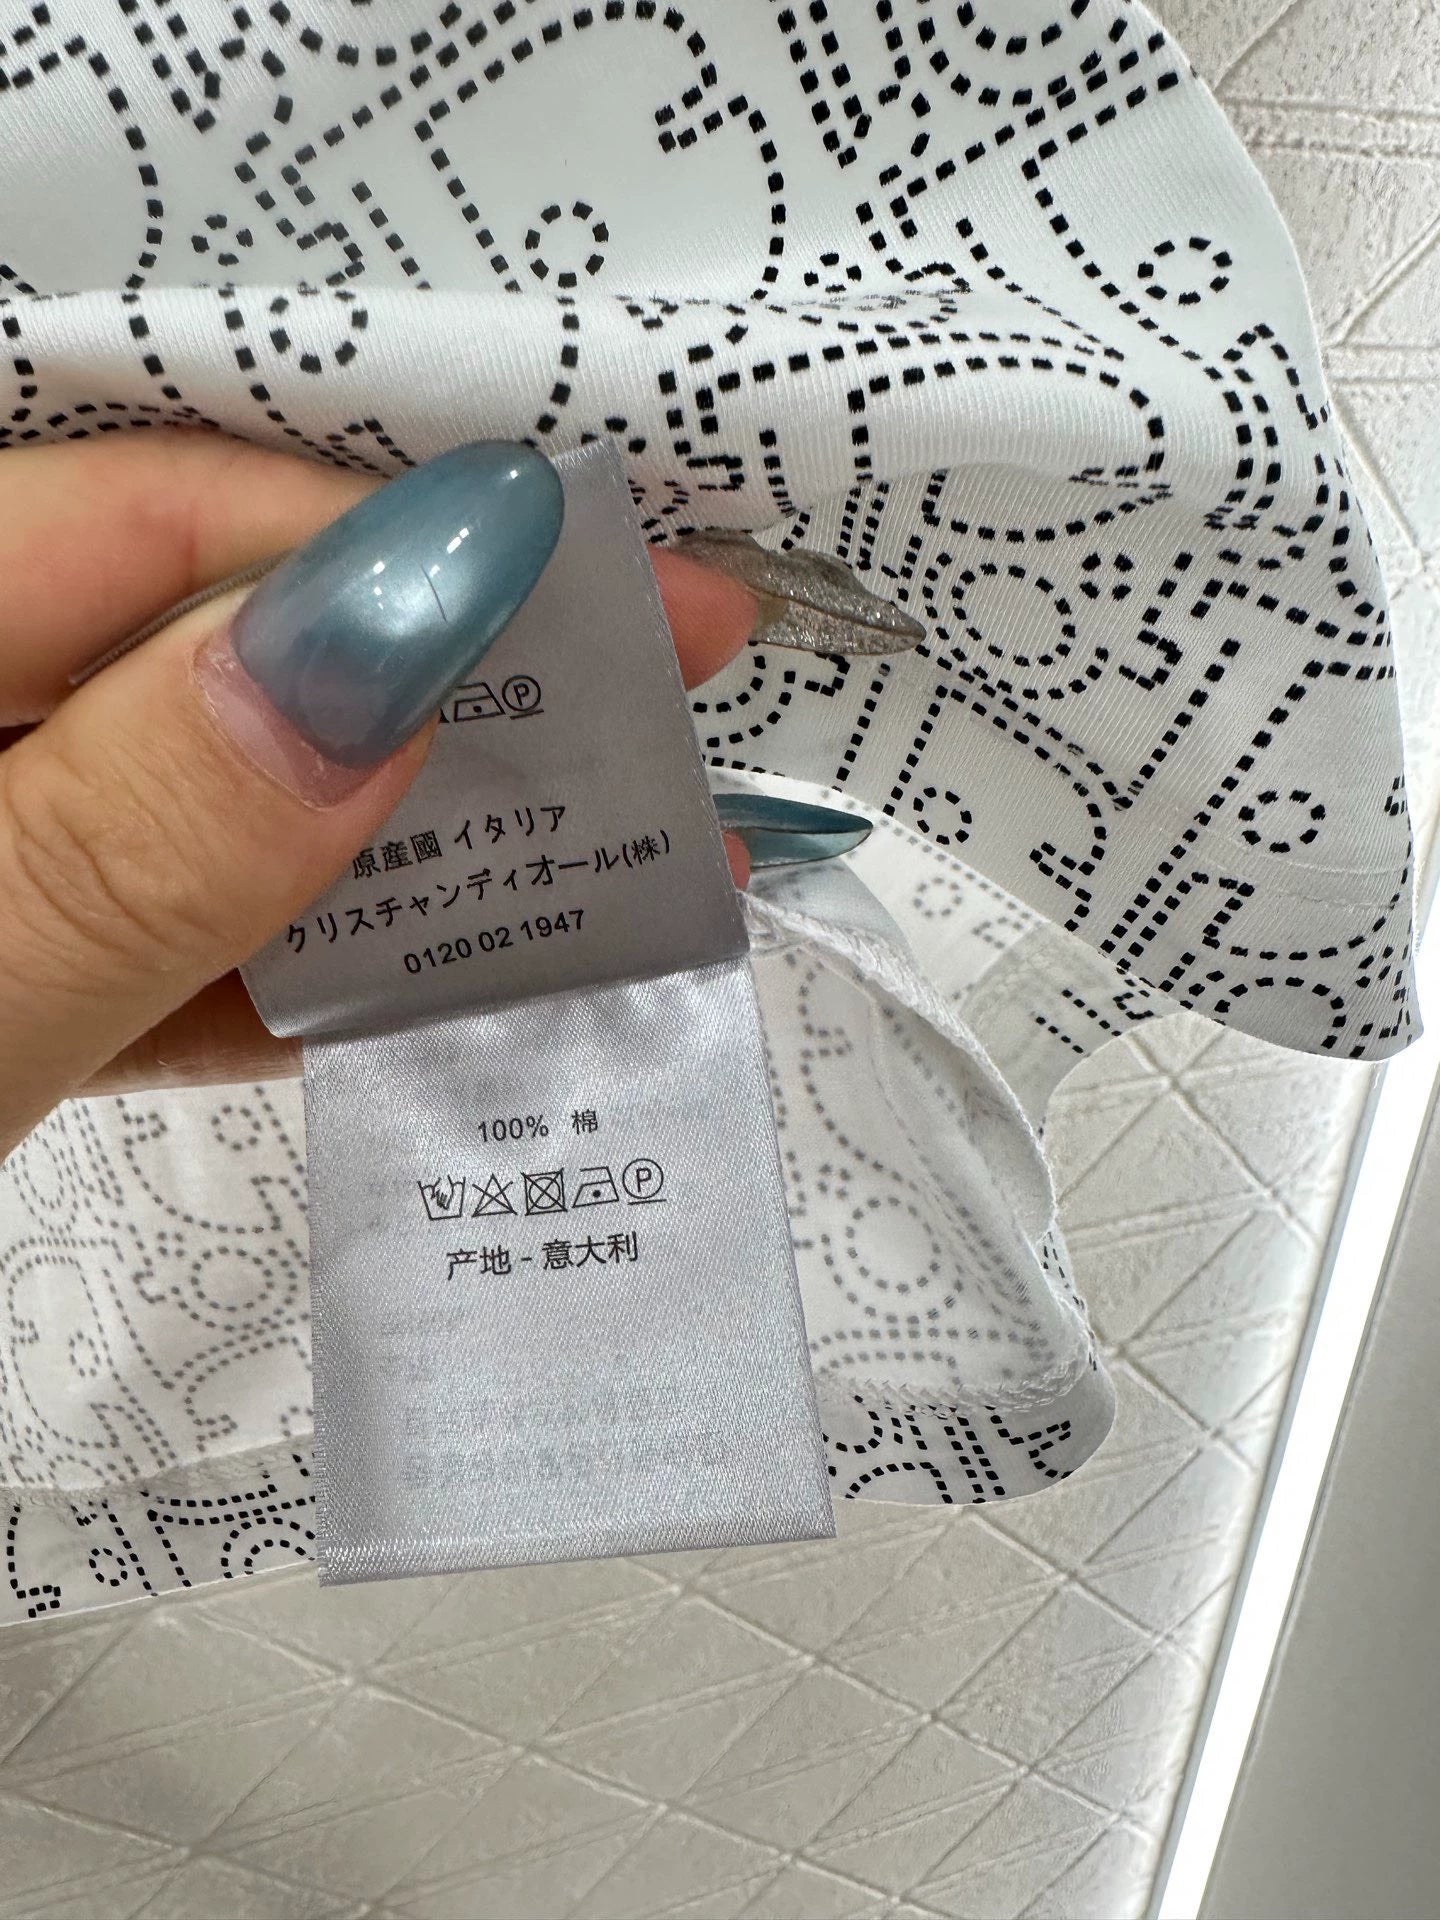 原産國 イタリア
クリスチャンディオール(株)
0120 02 1947
100% 棉
产地 - 意大利